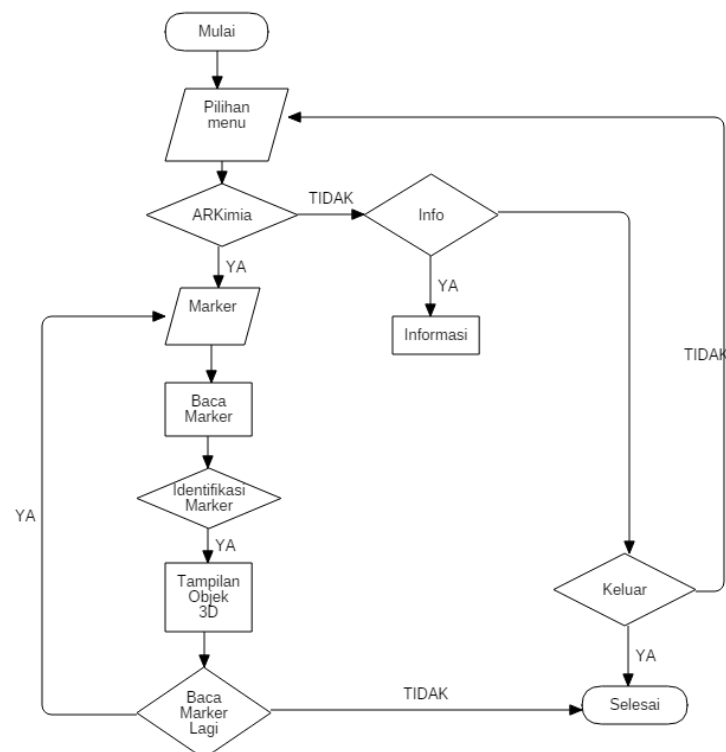 Mulai
Pilihan
menu
ARKimia
TIDAK
Info
YA
YA
Marker
Informasi
TIDAK
Baca
Marker
Identifikasi
Marker
YA
YA
Tampilan
Objek
3D
Keluar
YA
Baca
Marker
Lagi
TIDAK
Selesai